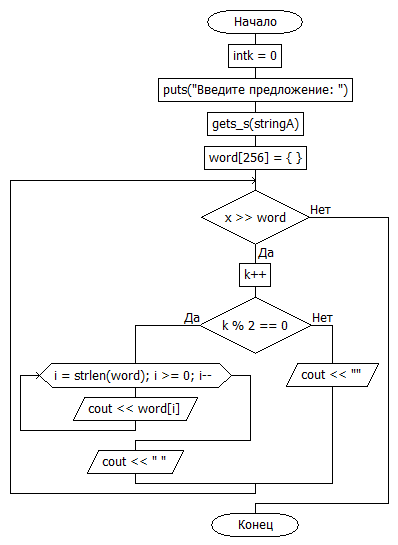 Начало
intk = 0
puts("Введите предложение: ")
gets_s(stringA)
word[256] = { }
x >> word
Нет
Да
k++
k % 2 == 0
Да
Нет
i = strlen(word); i >= 0; i--
cout << ""
cout << word[i]
cout << " "
Конец